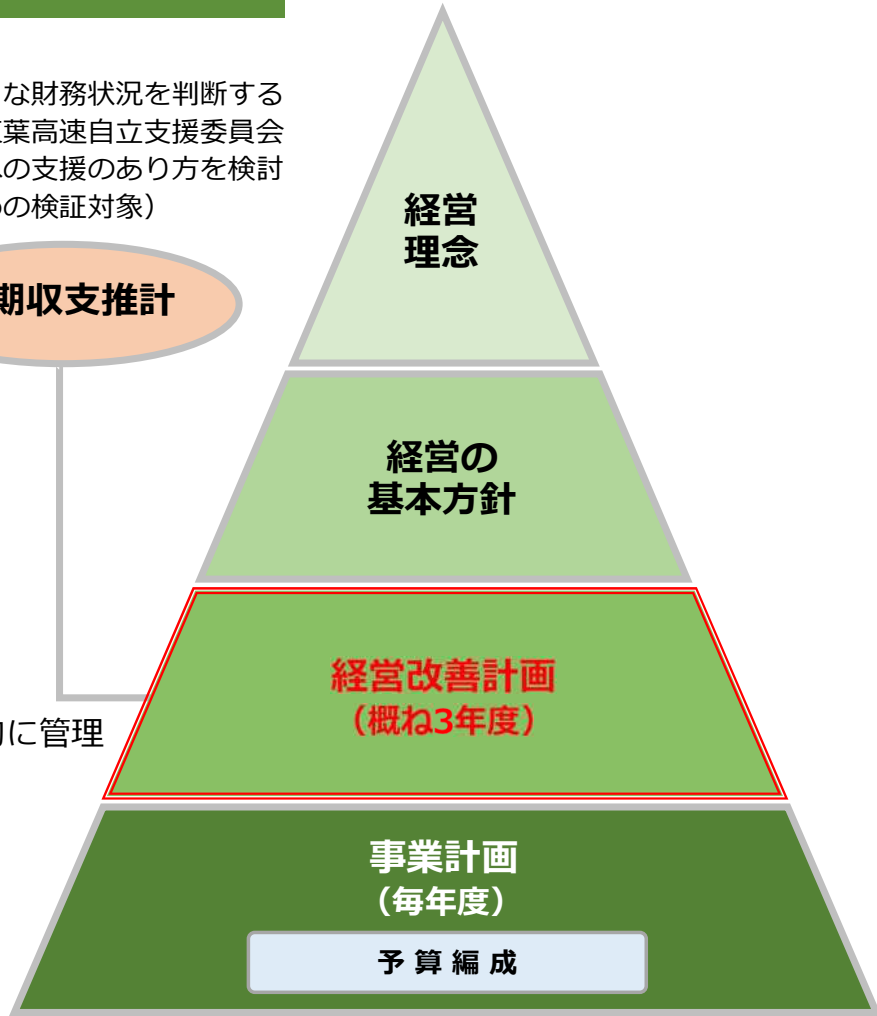 な財務状況を判断する
葉高速自立支援委員会
の支援のあり方を検討
の検証対象）
期収支推計
に管理
経営
理念
経営の
基本方針
経営改善計画
（概ね3年度）
事業計画
（毎年度）
予算編成